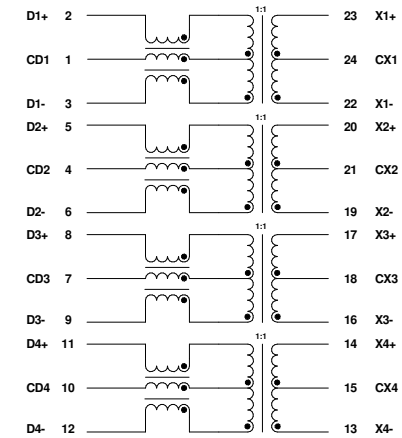 1:1
D1+ 2 23 X1+
CD1 1 24 CX1
D1- 3 22 X1-
1:1
D2+ 5 20 X2+
CD2 4 21 CX2
D2- 6 19 X2-
1:1
D3+ 8 17 X3+
CD3 7 18 CX3
D3- 9 16 X3-
1:1
D4+ 11 14 X4+
CD4 10 15 CX4
D4- 12 13 X4-